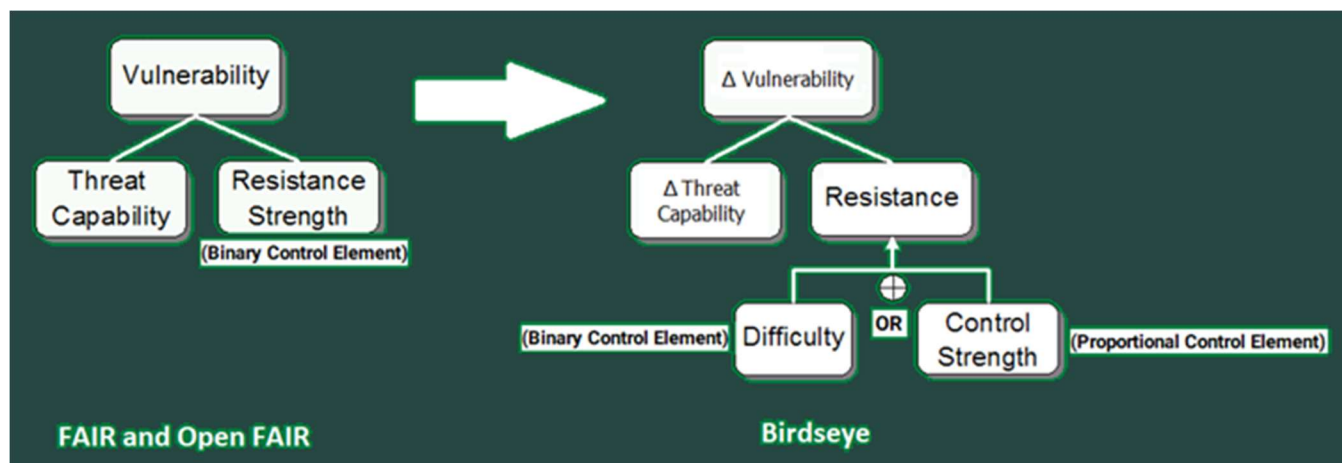 Vulnerability
Threat
Capability
Resistance
Strength
(Binary Control Element)
FAIR and Open FAIR
Δ Vulnerability
Δ Threat
Capability
Resistance
(Binary Control Element)
Difficulty
OR
Control
Strength
(Proportional Control Element)
Birdseye